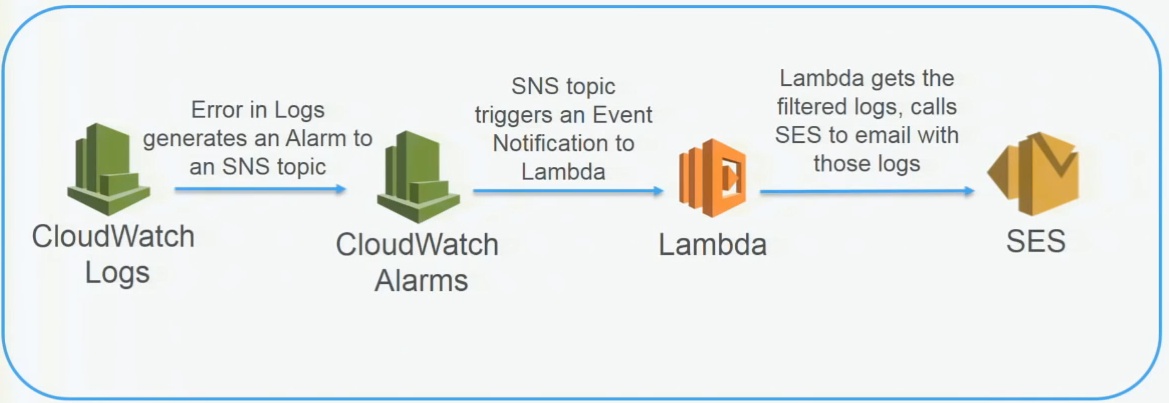 Error in Logs
generates an Alarm to
an SNS topic
SNS topic
triggers an Event
Notification to
Lambda
Lambda gets the
filtered logs, calls
SES to email with
those logs
CloudWatch
Logs
CloudWatch
Alarms
Lambda
SES